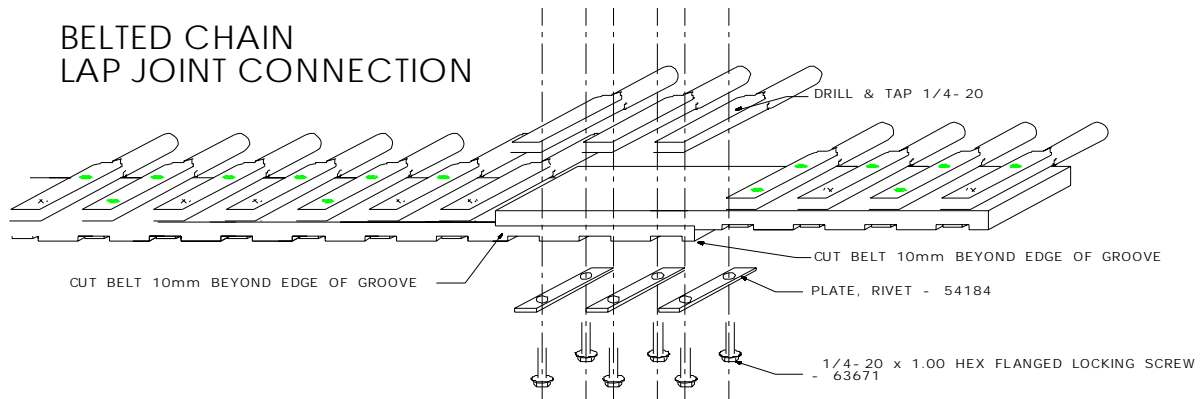 BELTED CHAIN
LAP JOINT CONNECTION
DRILL & TAP 1/4-20
CUT BELT 10mm BEYOND EDGE OF GROOVE
CUT BELT 10mm BEYOND EDGE OF GROOVE
PLATE, RIVET - 54184
1/4-20 x 1.00 HEX FLANGED LOCKING SCREW
- 63671